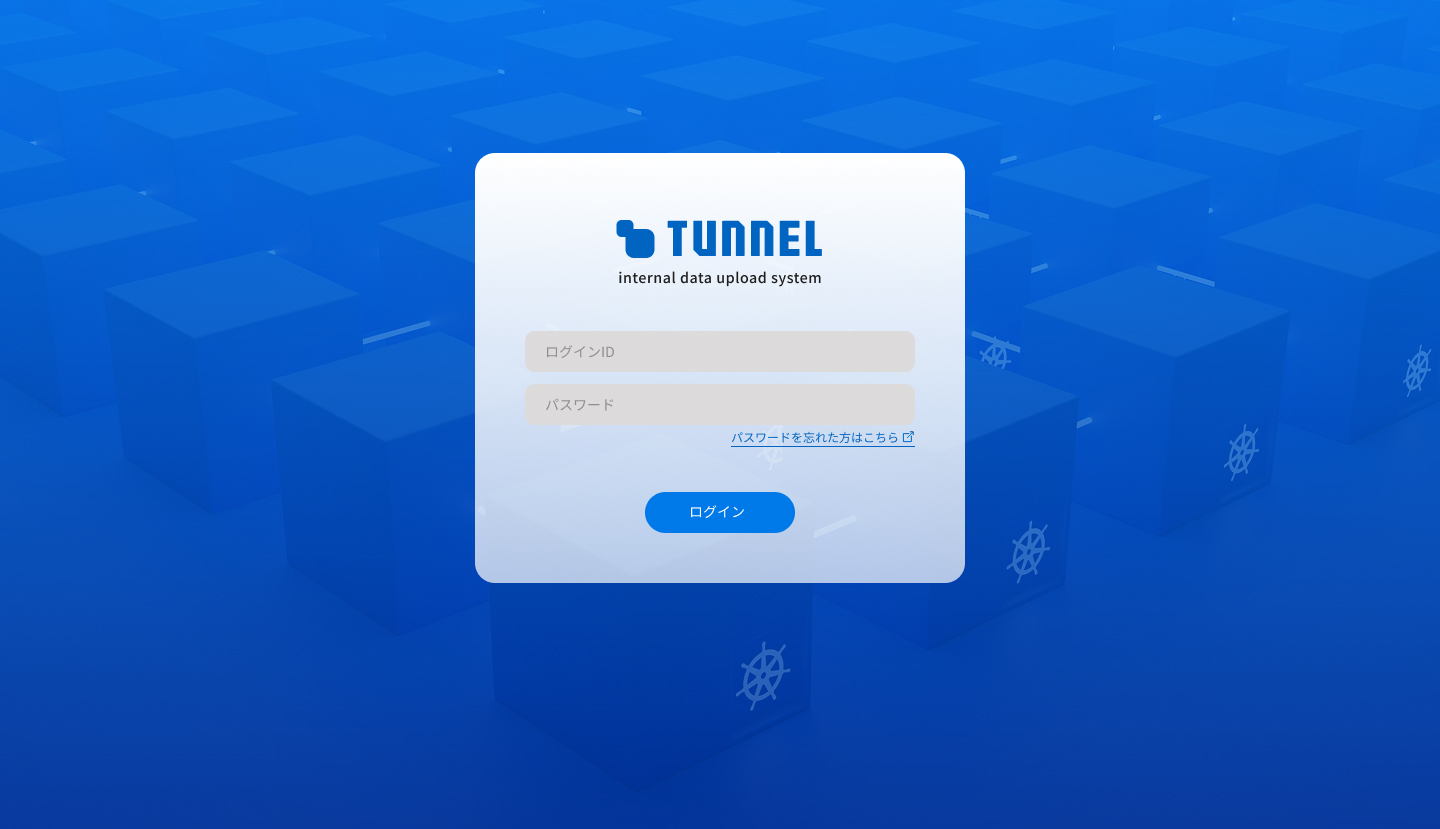 TUNNEL
internal data upload system
ログインID
パスワード
パスワードを忘れた方はこちら
ログイン